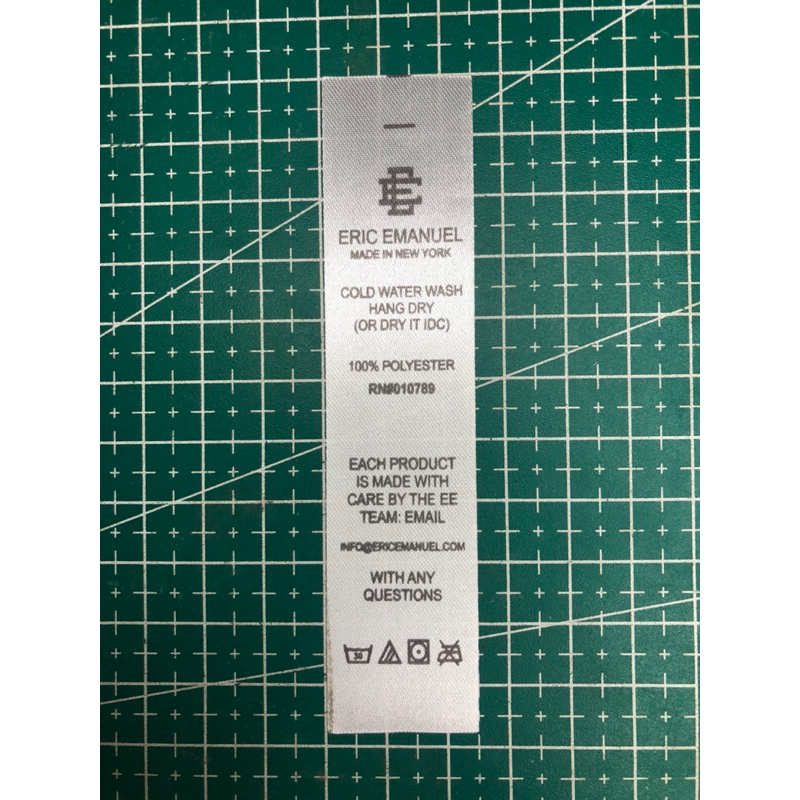 EE
ERIC EMANUEL
MADE IN NEW YORK
COLD WATER WASH
HANG DRY
(OR DRY IT IDC)
100% POLYESTER
RN#010789
EACH PRODUCT
IS MADE WITH
CARE BY THE EE
TEAM: EMAIL
INFO@ERICEMANUEL.COM
WITH ANY
QUESTIONS
30